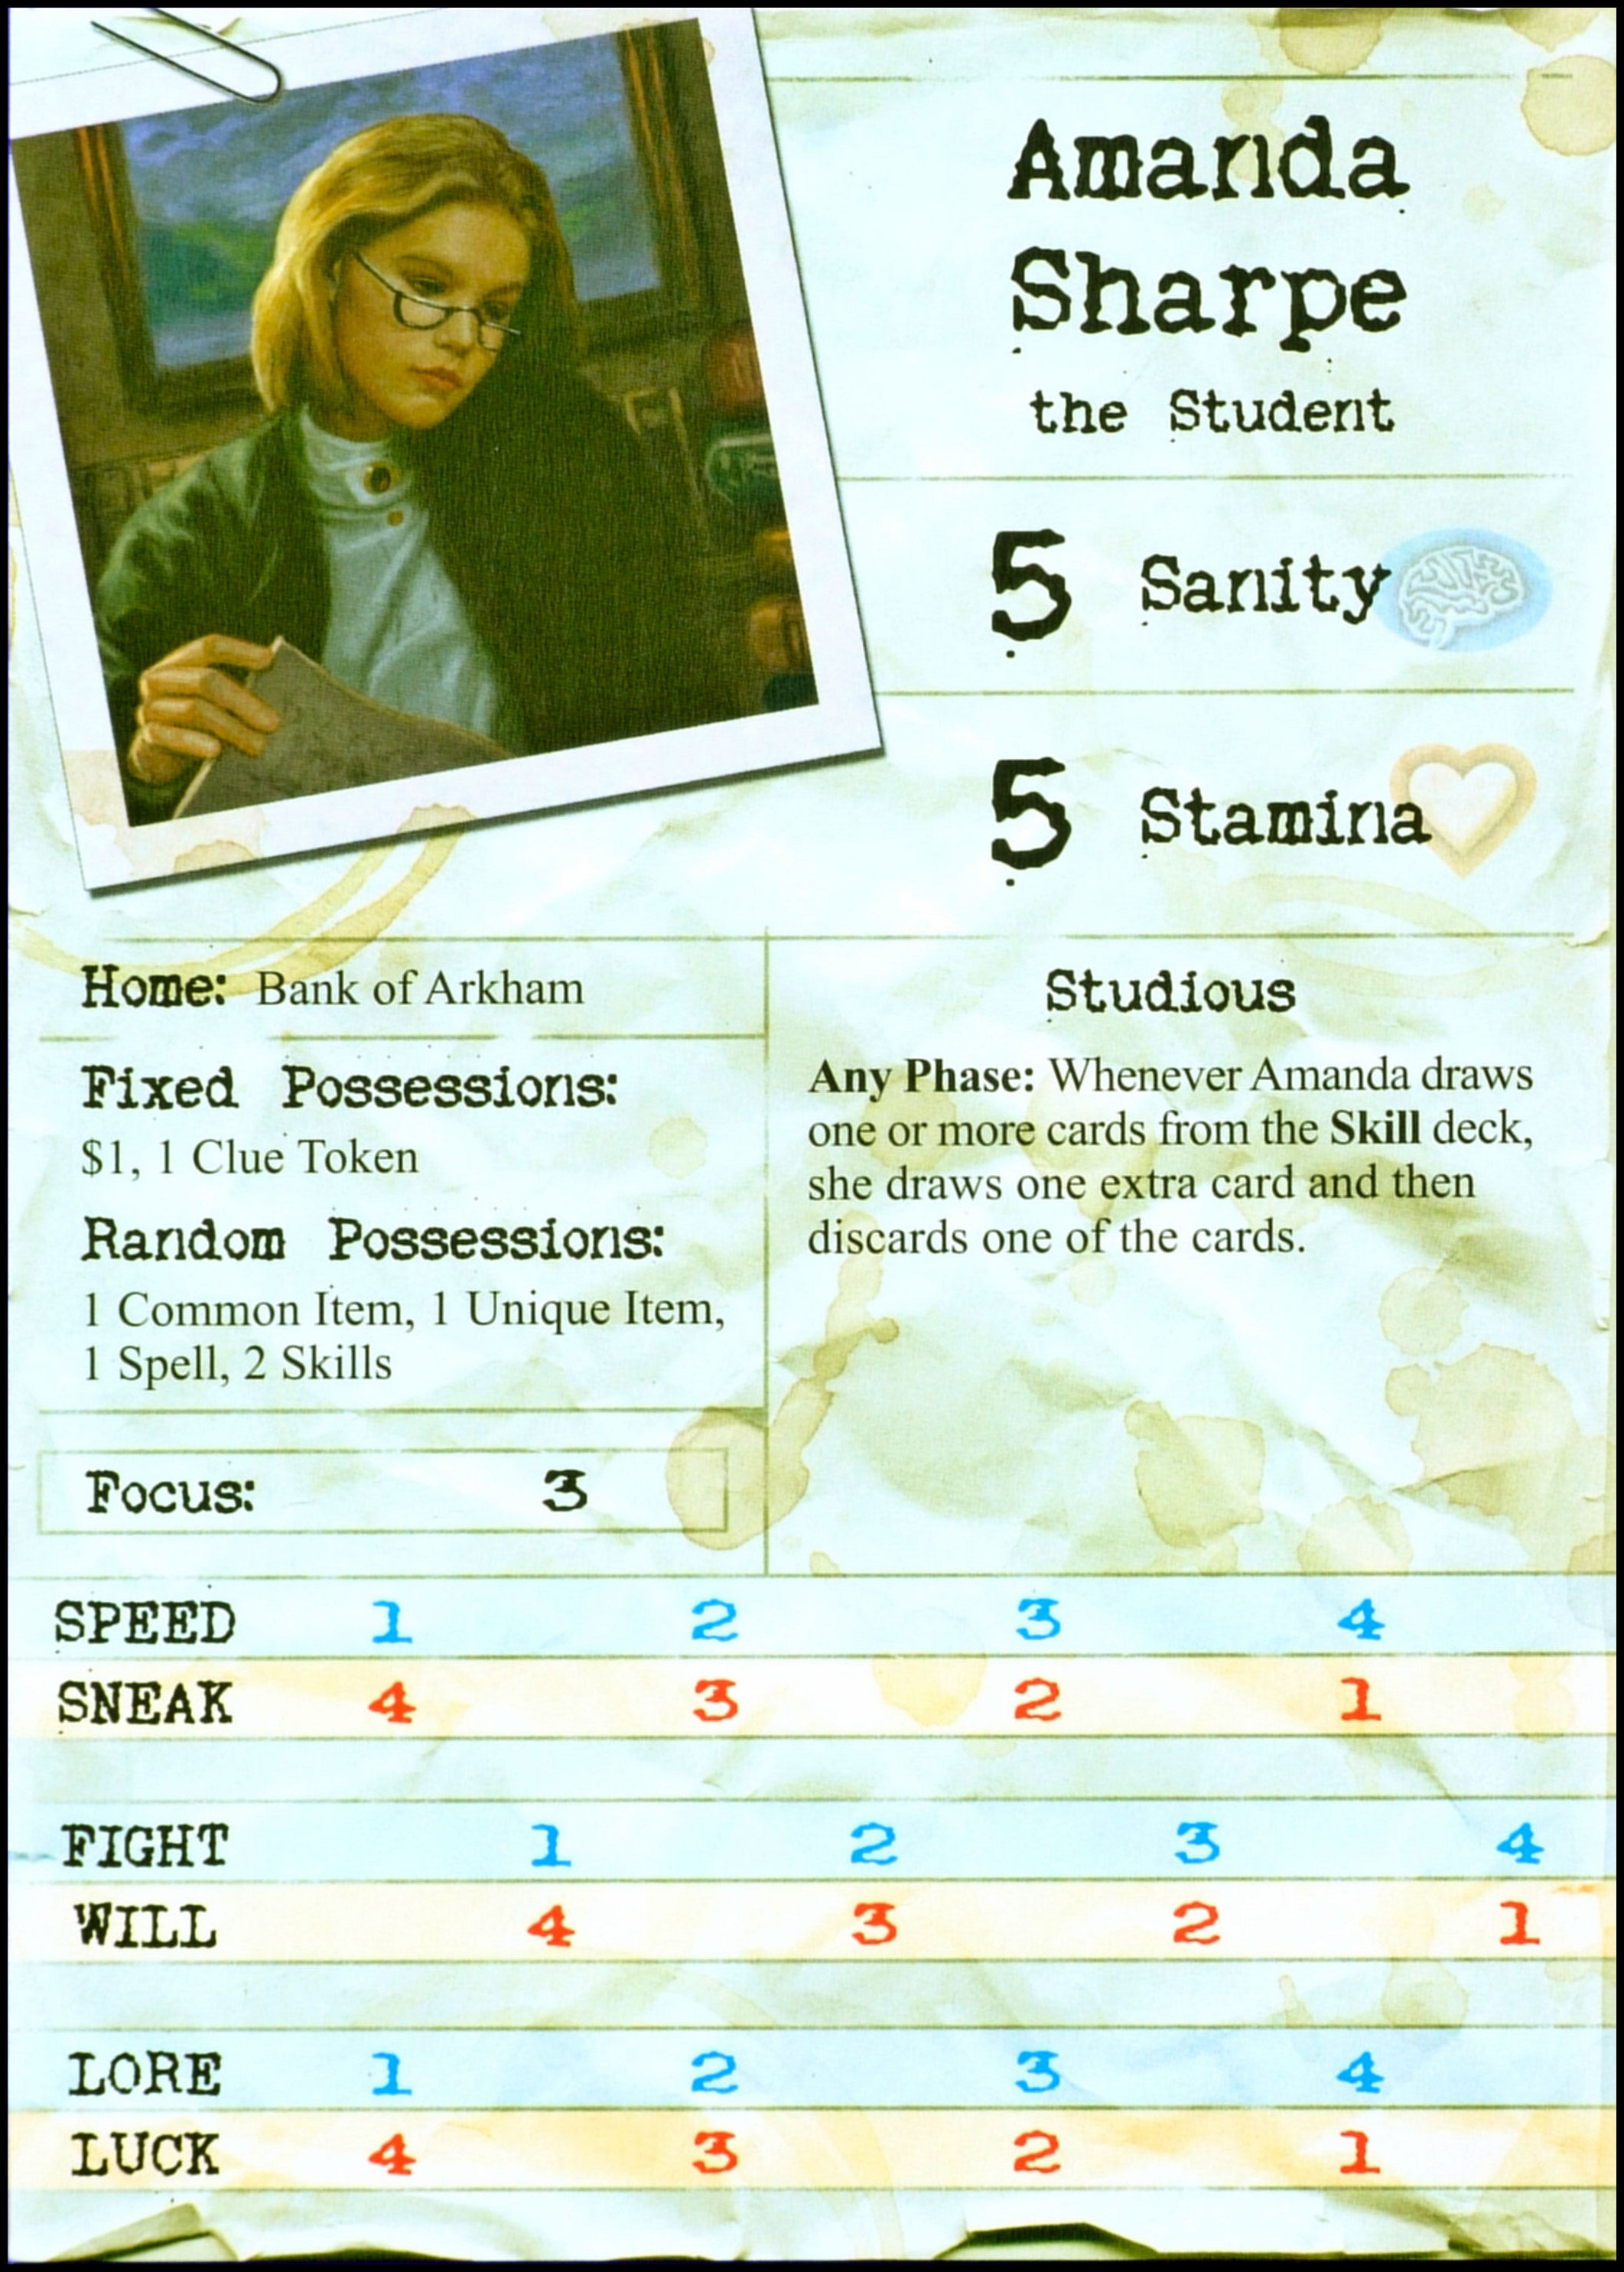 Amanda
Sharpe
the Student
5 Sanity
5 Stamina
Home: Bank of Arkham
Fixed Possessions:
$1, 1 Clue Token
Random Possessions:
1 Common Item, 1 Unique Item,
1 Spell, 2 Skills
Focus: 3
Studious
Any Phase: Whenever Amanda draws
one or more cards from the Skill deck,
she draws one extra card and then
discards one of the cards.
SPEED 1 2 3 4
SNEAK 4 3 2 1
FIGHT 1 2 3 4
WILL 4 3 2 1
LORE 1 2 3 4
LUCK 4 3 2 1